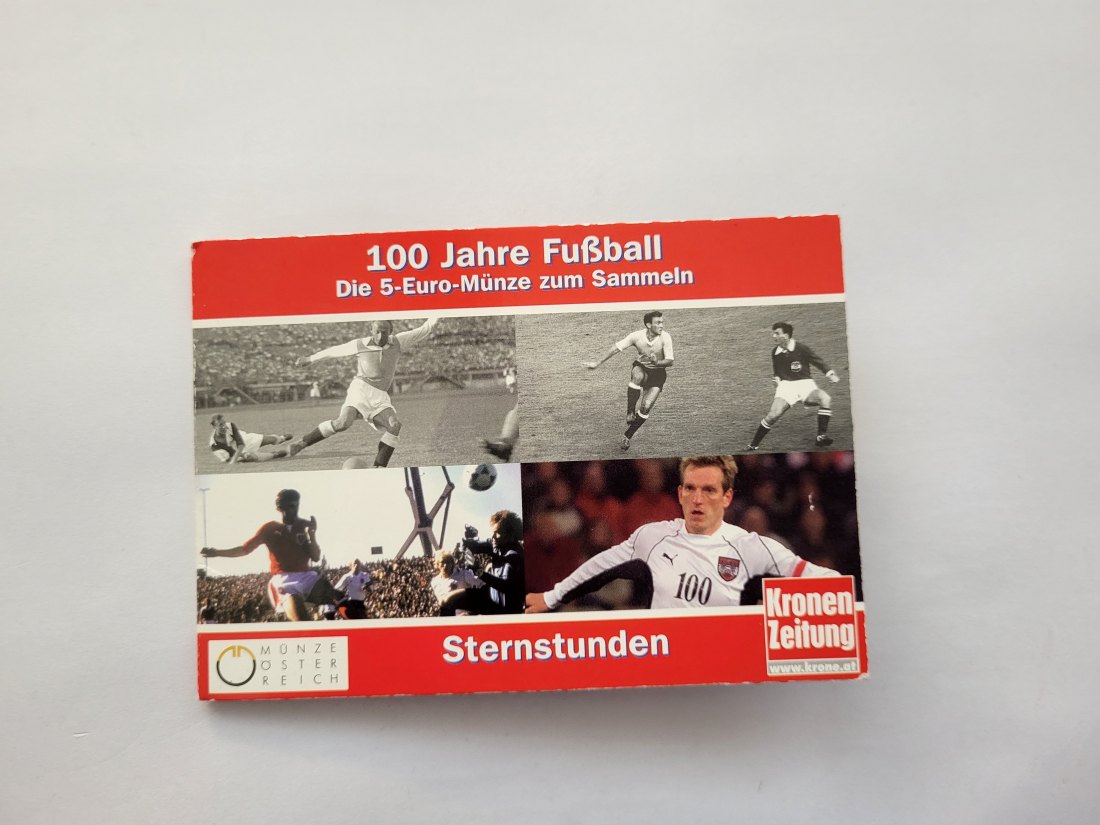 100 Jahre Fußball
Die 5-Euro-Münze zum Sammeln
100
Sternstunden
MÜNZE
ÖSTER
REICH
Kronen
Zeitung
www.krone.at